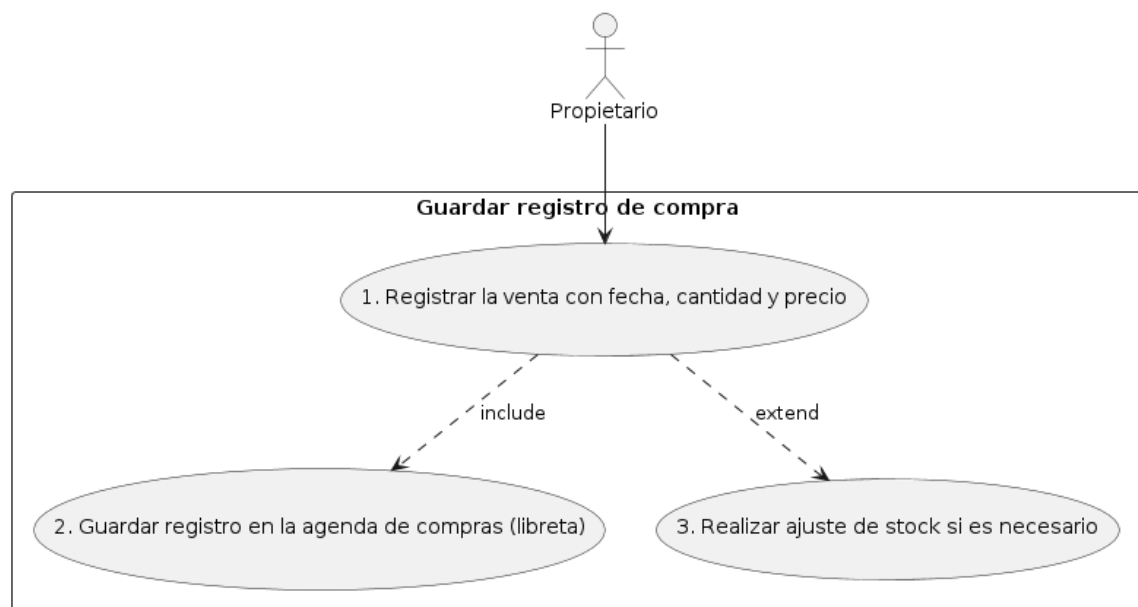 Propietario
Guardar registro de compra
1. Registrar la venta con fecha, cantidad y precio
include
extend
2. Guardar registro en la agenda de compras (libreta)
3. Realizar ajuste de stock si es necesario